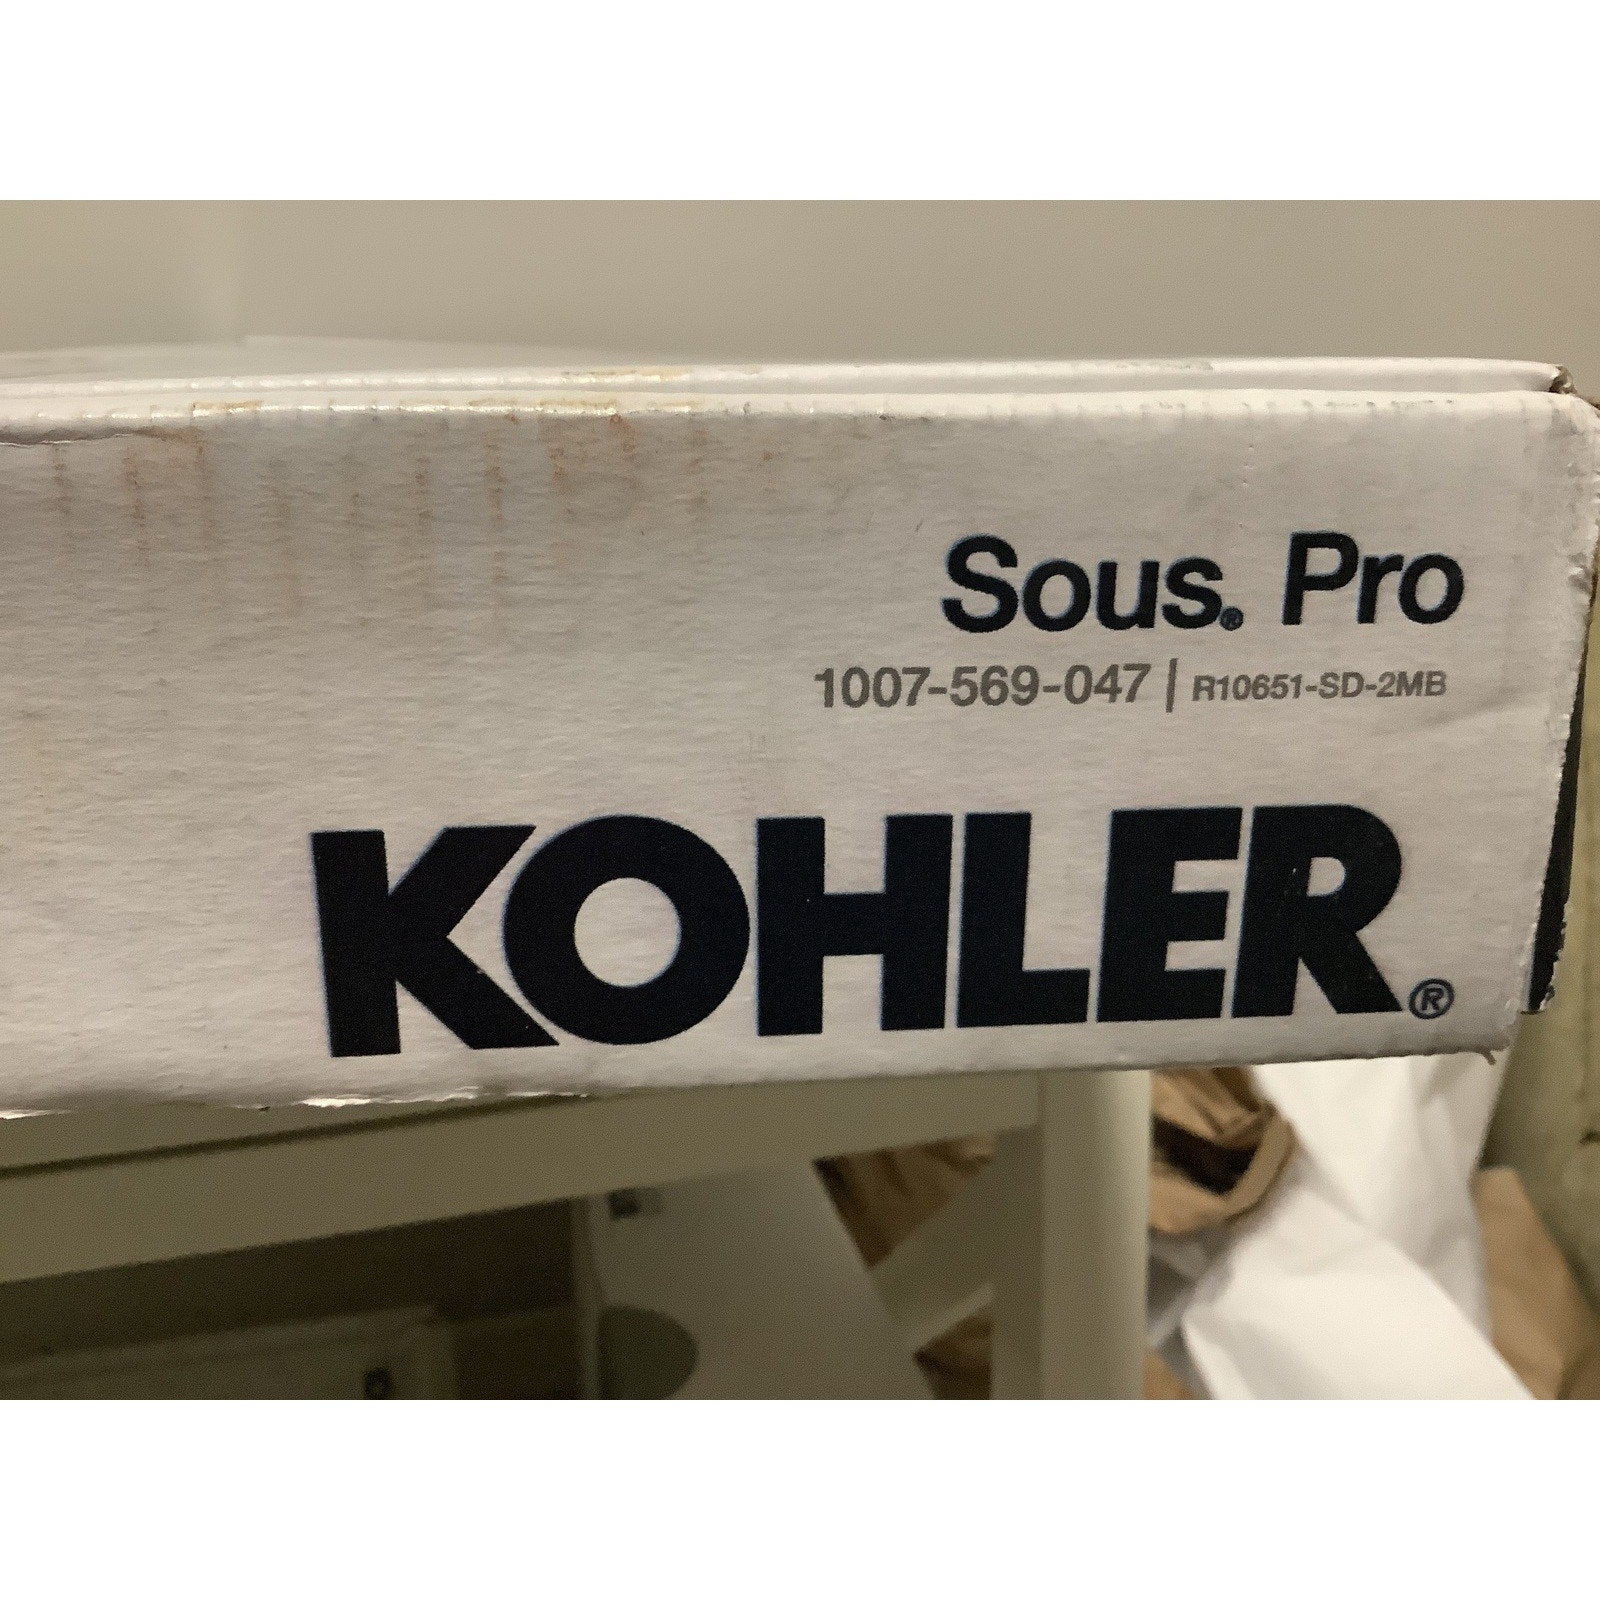 Sous® Pro
1007-569-047 | R10651-SD-2MB
KOHLER®